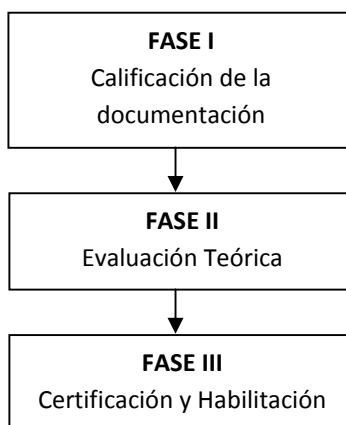 FASE I
Calificación de la
documentación
FASE II
Evaluación Teórica
FASE III
Certificación y Habilitación